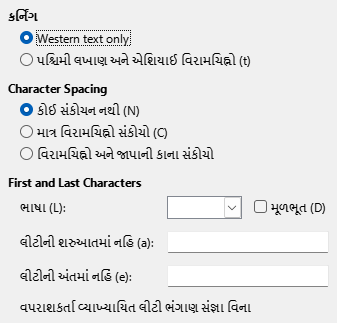 કર્નિંગ
Western text only
પશ્ચિમી લખાણ અને એશિયાઈ વિરામચિહ્નો (t)
Character Spacing
કોઈ સંકોચન નથી (N)
માત્ર વિરામચિહ્નો સંકોચો (C)
વિરામચિહ્નો અને જાપાની કાના સંકોચો
First and Last Characters
ભાષા (L): મૂળભૂત (D)
લીટીની શરુઆતમાં નહિં (a):
લીટીની અંતમાં નહિં (e):
વપરાશકર્તા વ્યાખ્યાયિત લીટી ભંગાણ સંજ્ઞા વિના